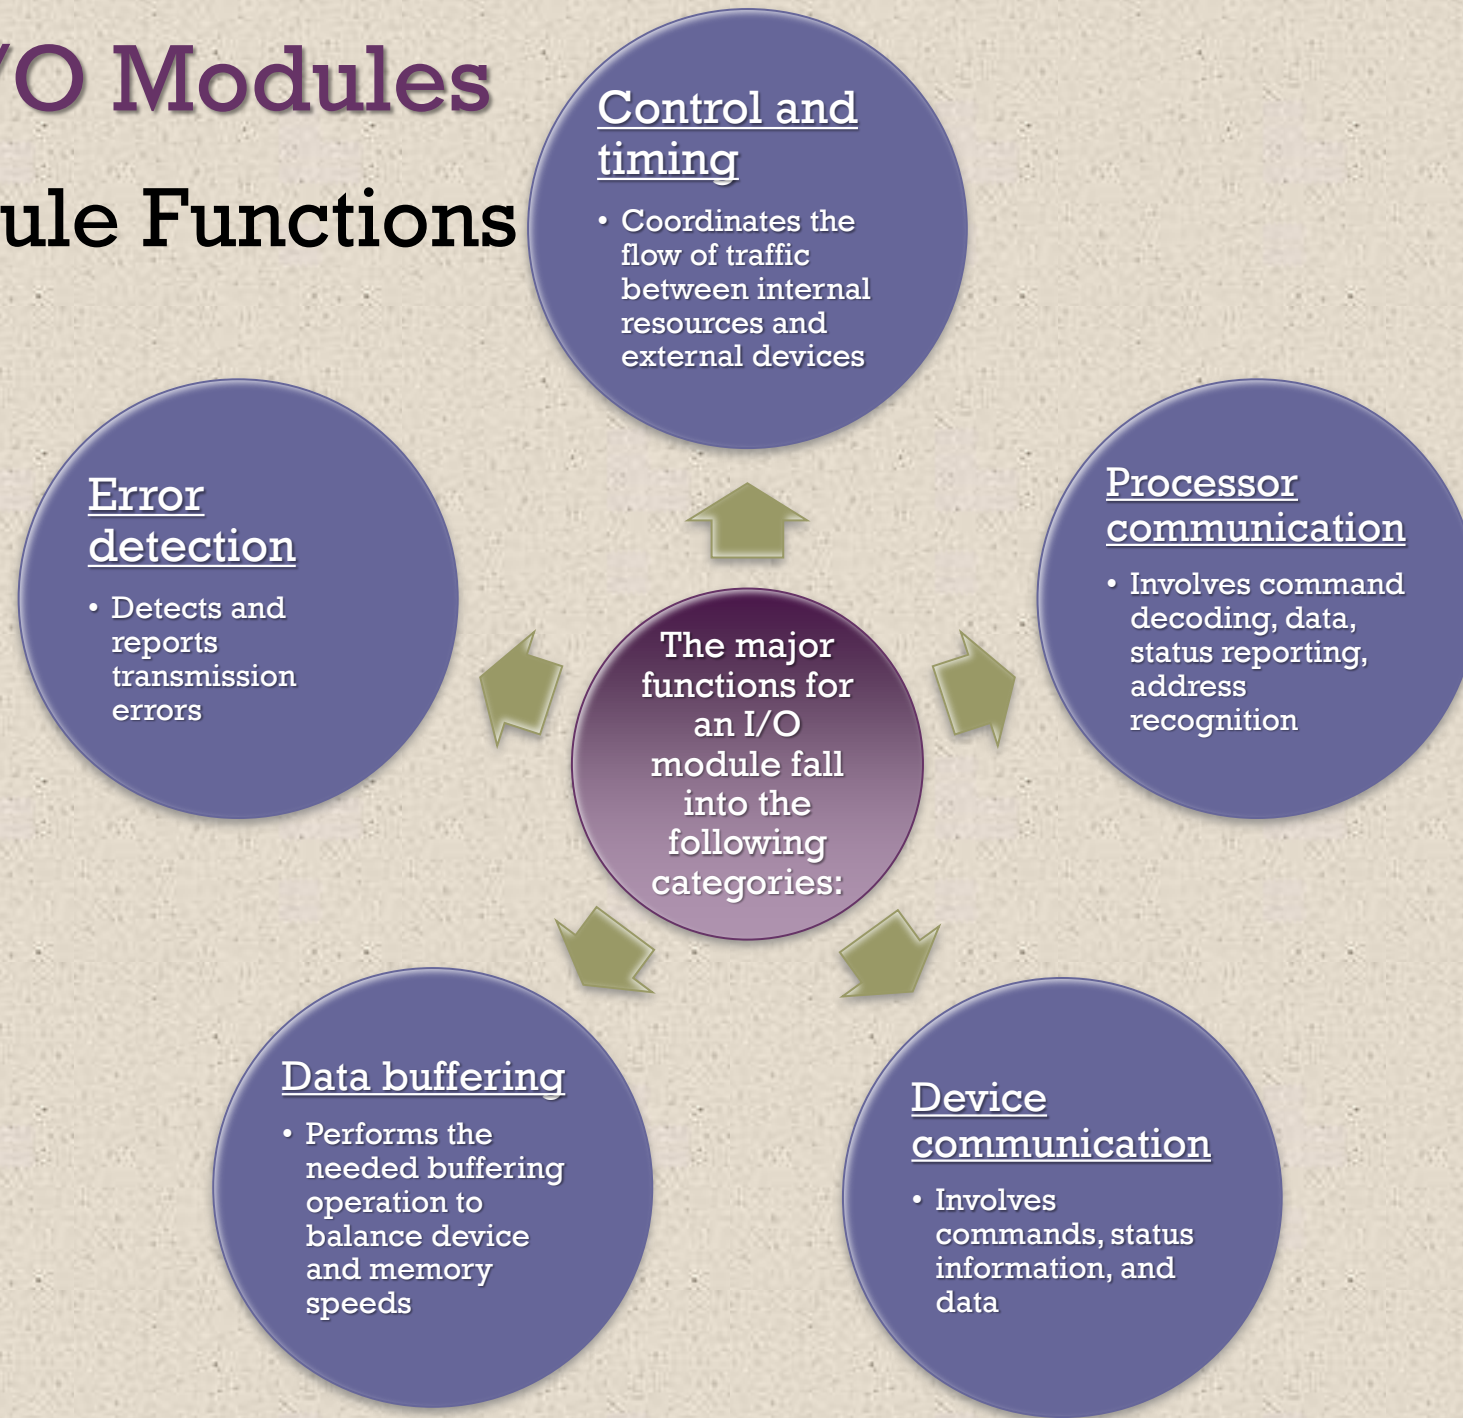 /O Modules
ule Functions
Control and
timing
• Coordinates the
flow of traffic
between internal
resources and
external devices
Processor
communication
• Involves command
decoding, data,
status reporting,
address
recognition
Device
communication
• Involves
commands, status
information, and
data
Data buffering
• Performs the
needed buffering
operation to
balance device
and memory
speeds
Error
detection
• Detects and
reports
transmission
errors
The major
functions for
an I/O
module fall
into the
following
categories: